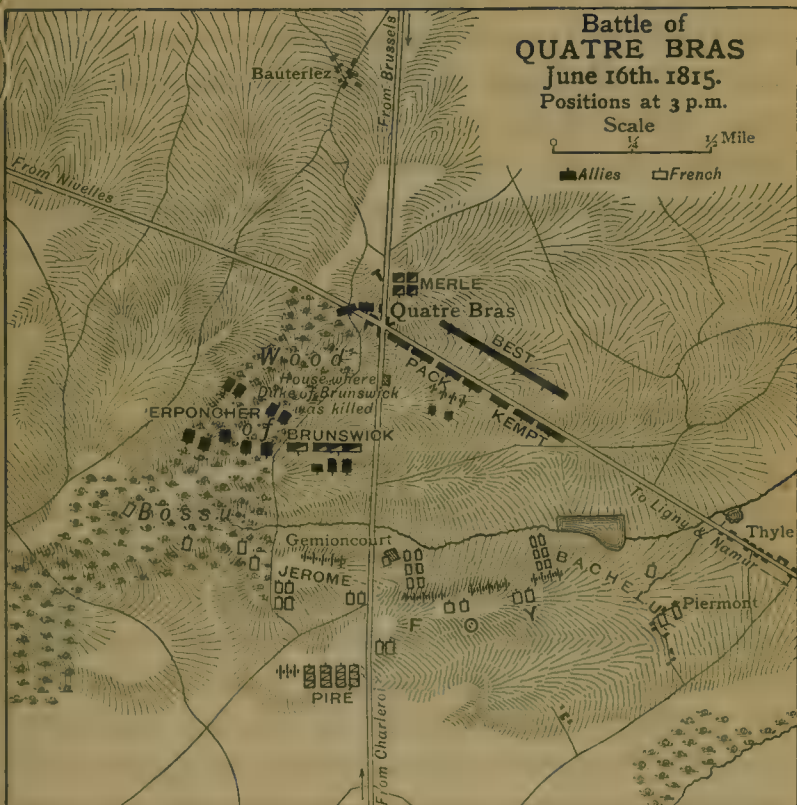 Battle of
QUATRE BRAS
June 16th. 1815.
Positions at 3 p.m.
Scale
0 ¼ ½ Mile
Allies French
Bauterlez
From Brussels
From Nivelles
MERLE
Quatre Bras
BEST
PACK
KEMPT
Wood
House where
Duke of Brunswick
was killed
ERPONCHER
of
BRUNSWICK
Bossu
To Ligny & Namur
Thyle
Gemioncourt
JEROME
BACHELU
FOY
Piermont
PIRÉ
From Charleroi